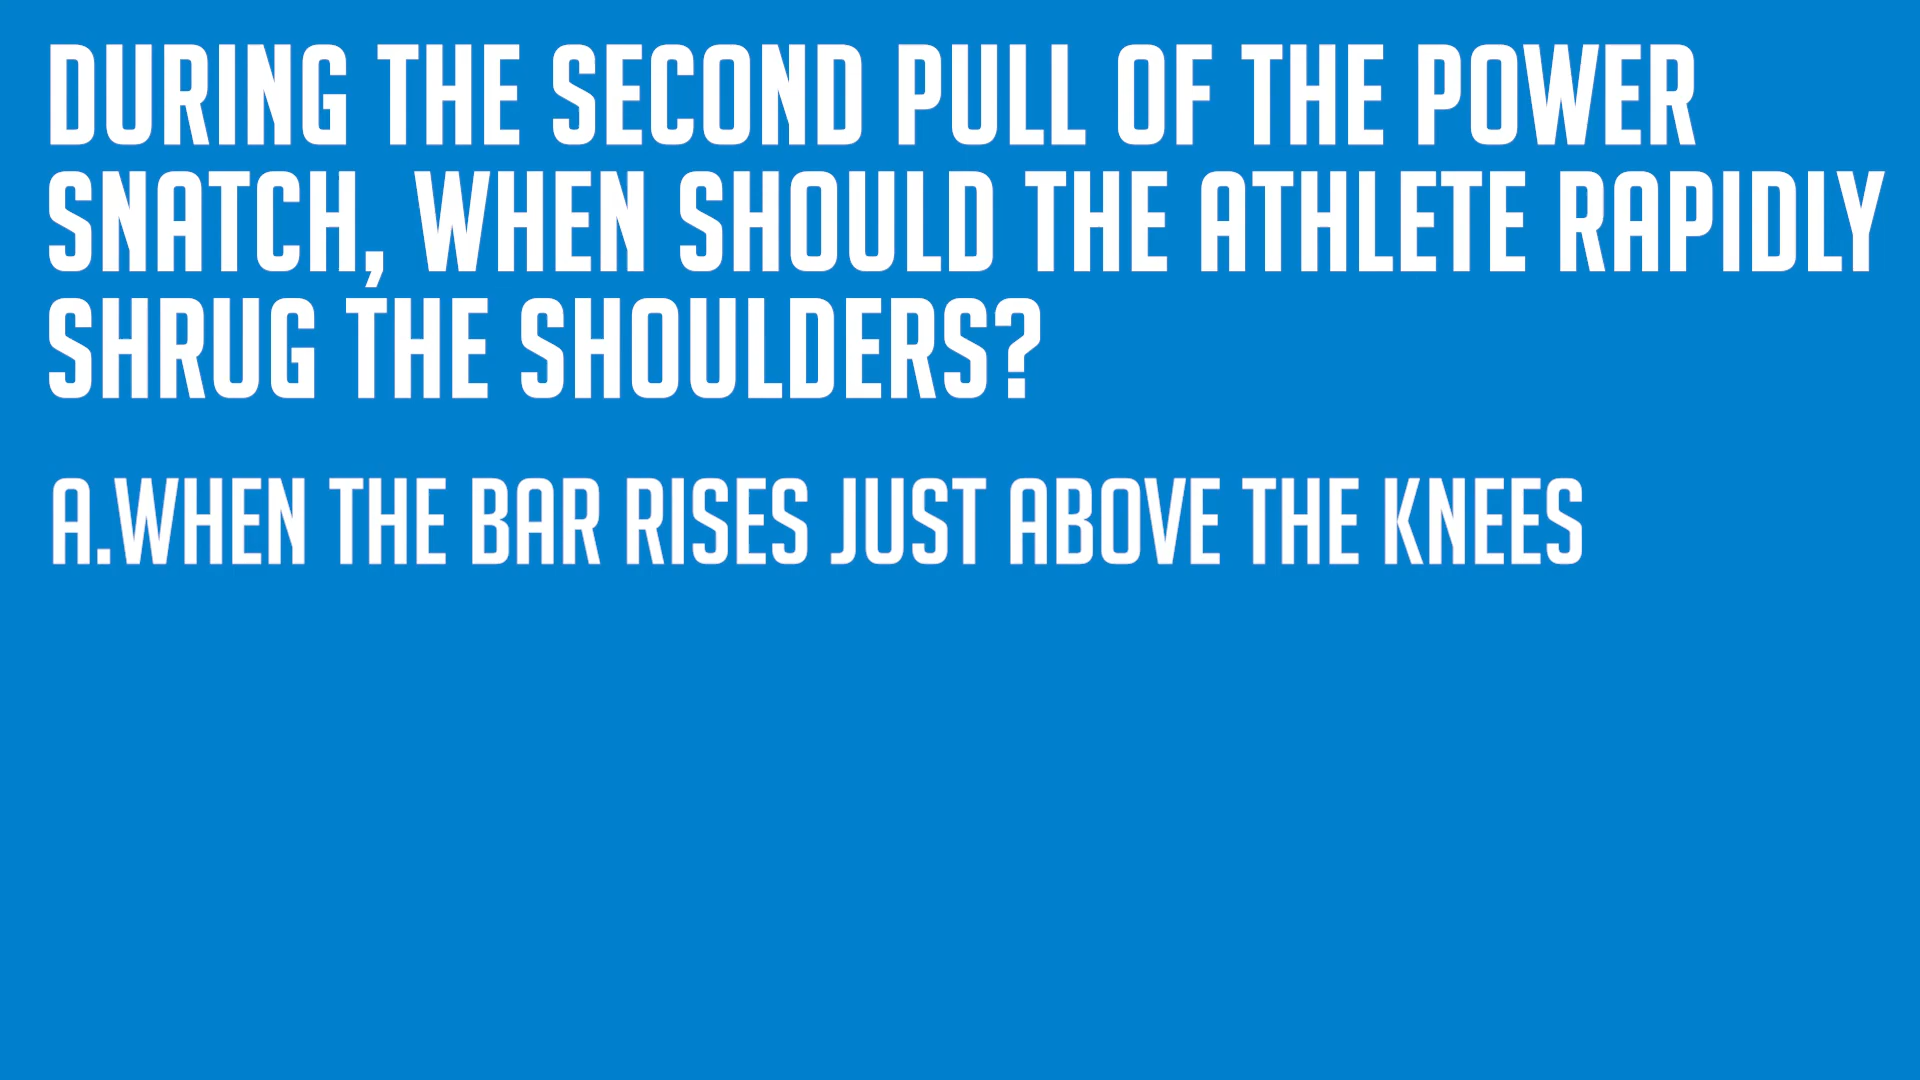 DURING THE SECOND PULL OF THE POWER
SNATCH, WHEN SHOULD THE ATHLETE RAPIDLY
SHRUG THE SHOULDERS?
A.WHEN THE BAR RISES JUST ABOVE THE KNEES